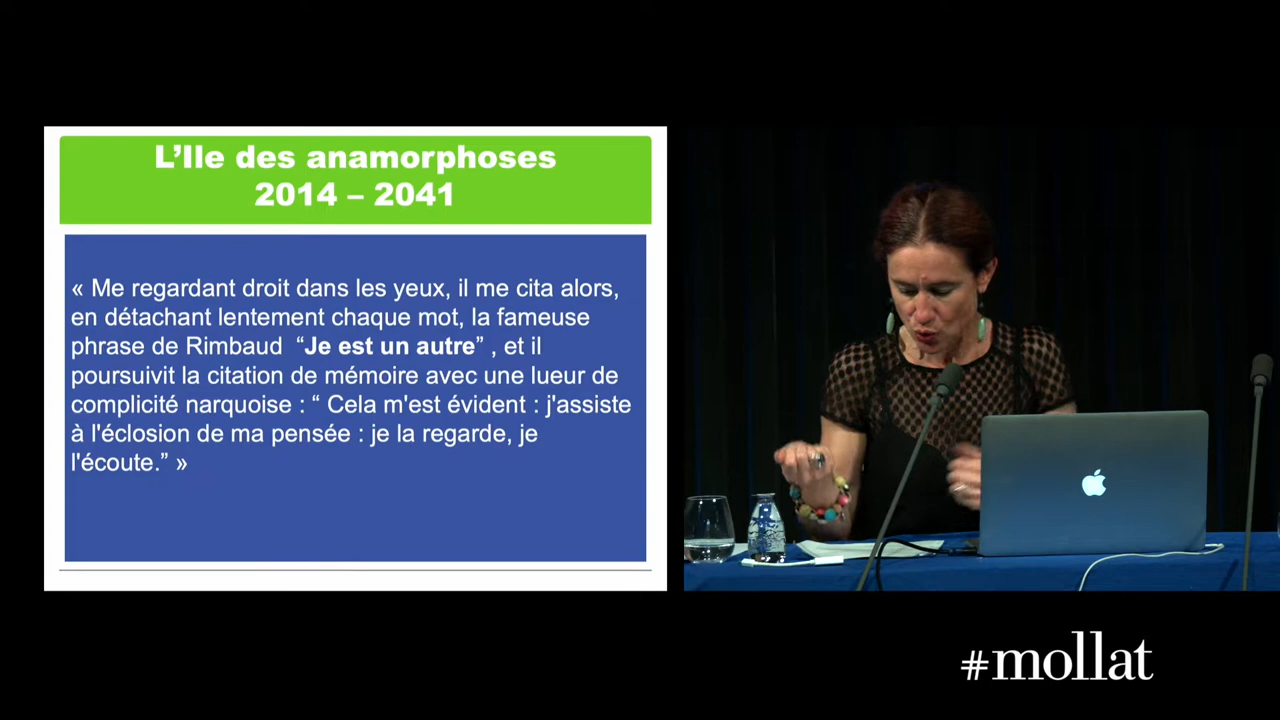 L'Ile des anamorphoses
2014 – 2041
« Me regardant droit dans les yeux, il me cita alors,
en détachant lentement chaque mot, la fameuse
phrase de Rimbaud “Je est un autre” , et il
poursuivit la citation de mémoire avec une lueur de
complicité narquoise : “ Cela m'est évident : j'assiste
à l'éclosion de ma pensée : je la regarde, je
l'écoute.” »
#mollat